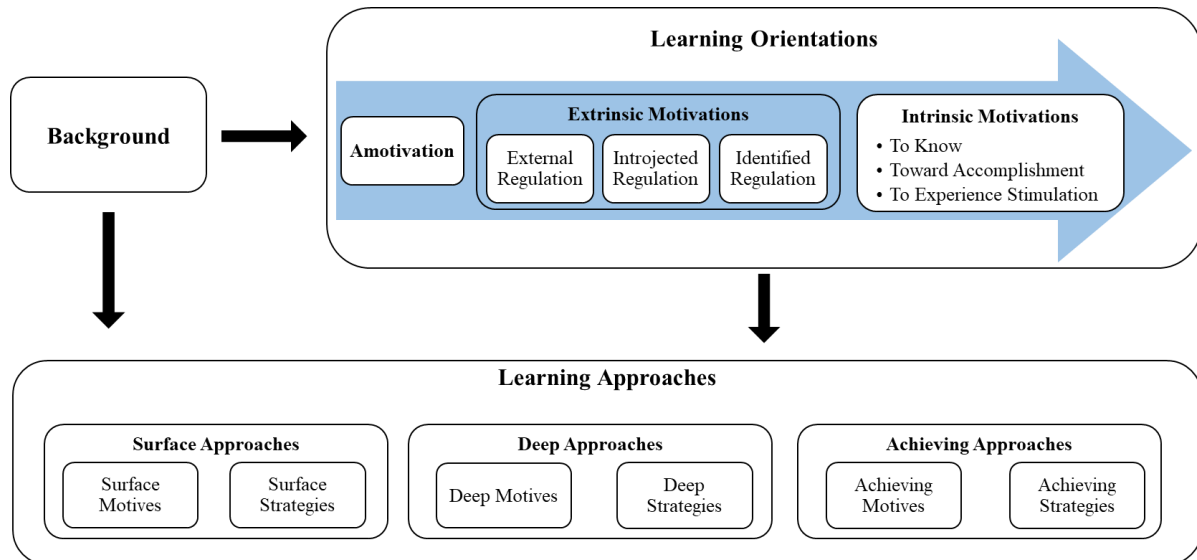 Learning Orientations
Background
Amotivation
Extrinsic Motivations
External
Regulation
Introjected
Regulation
Identified
Regulation
Intrinsic Motivations
• To Know
• Toward Accomplishment
• To Experience Stimulation
Learning Approaches
Surface Approaches
Surface
Motives
Surface
Strategies
Deep Approaches
Deep Motives
Deep
Strategies
Achieving Approaches
Achieving
Motives
Achieving
Strategies